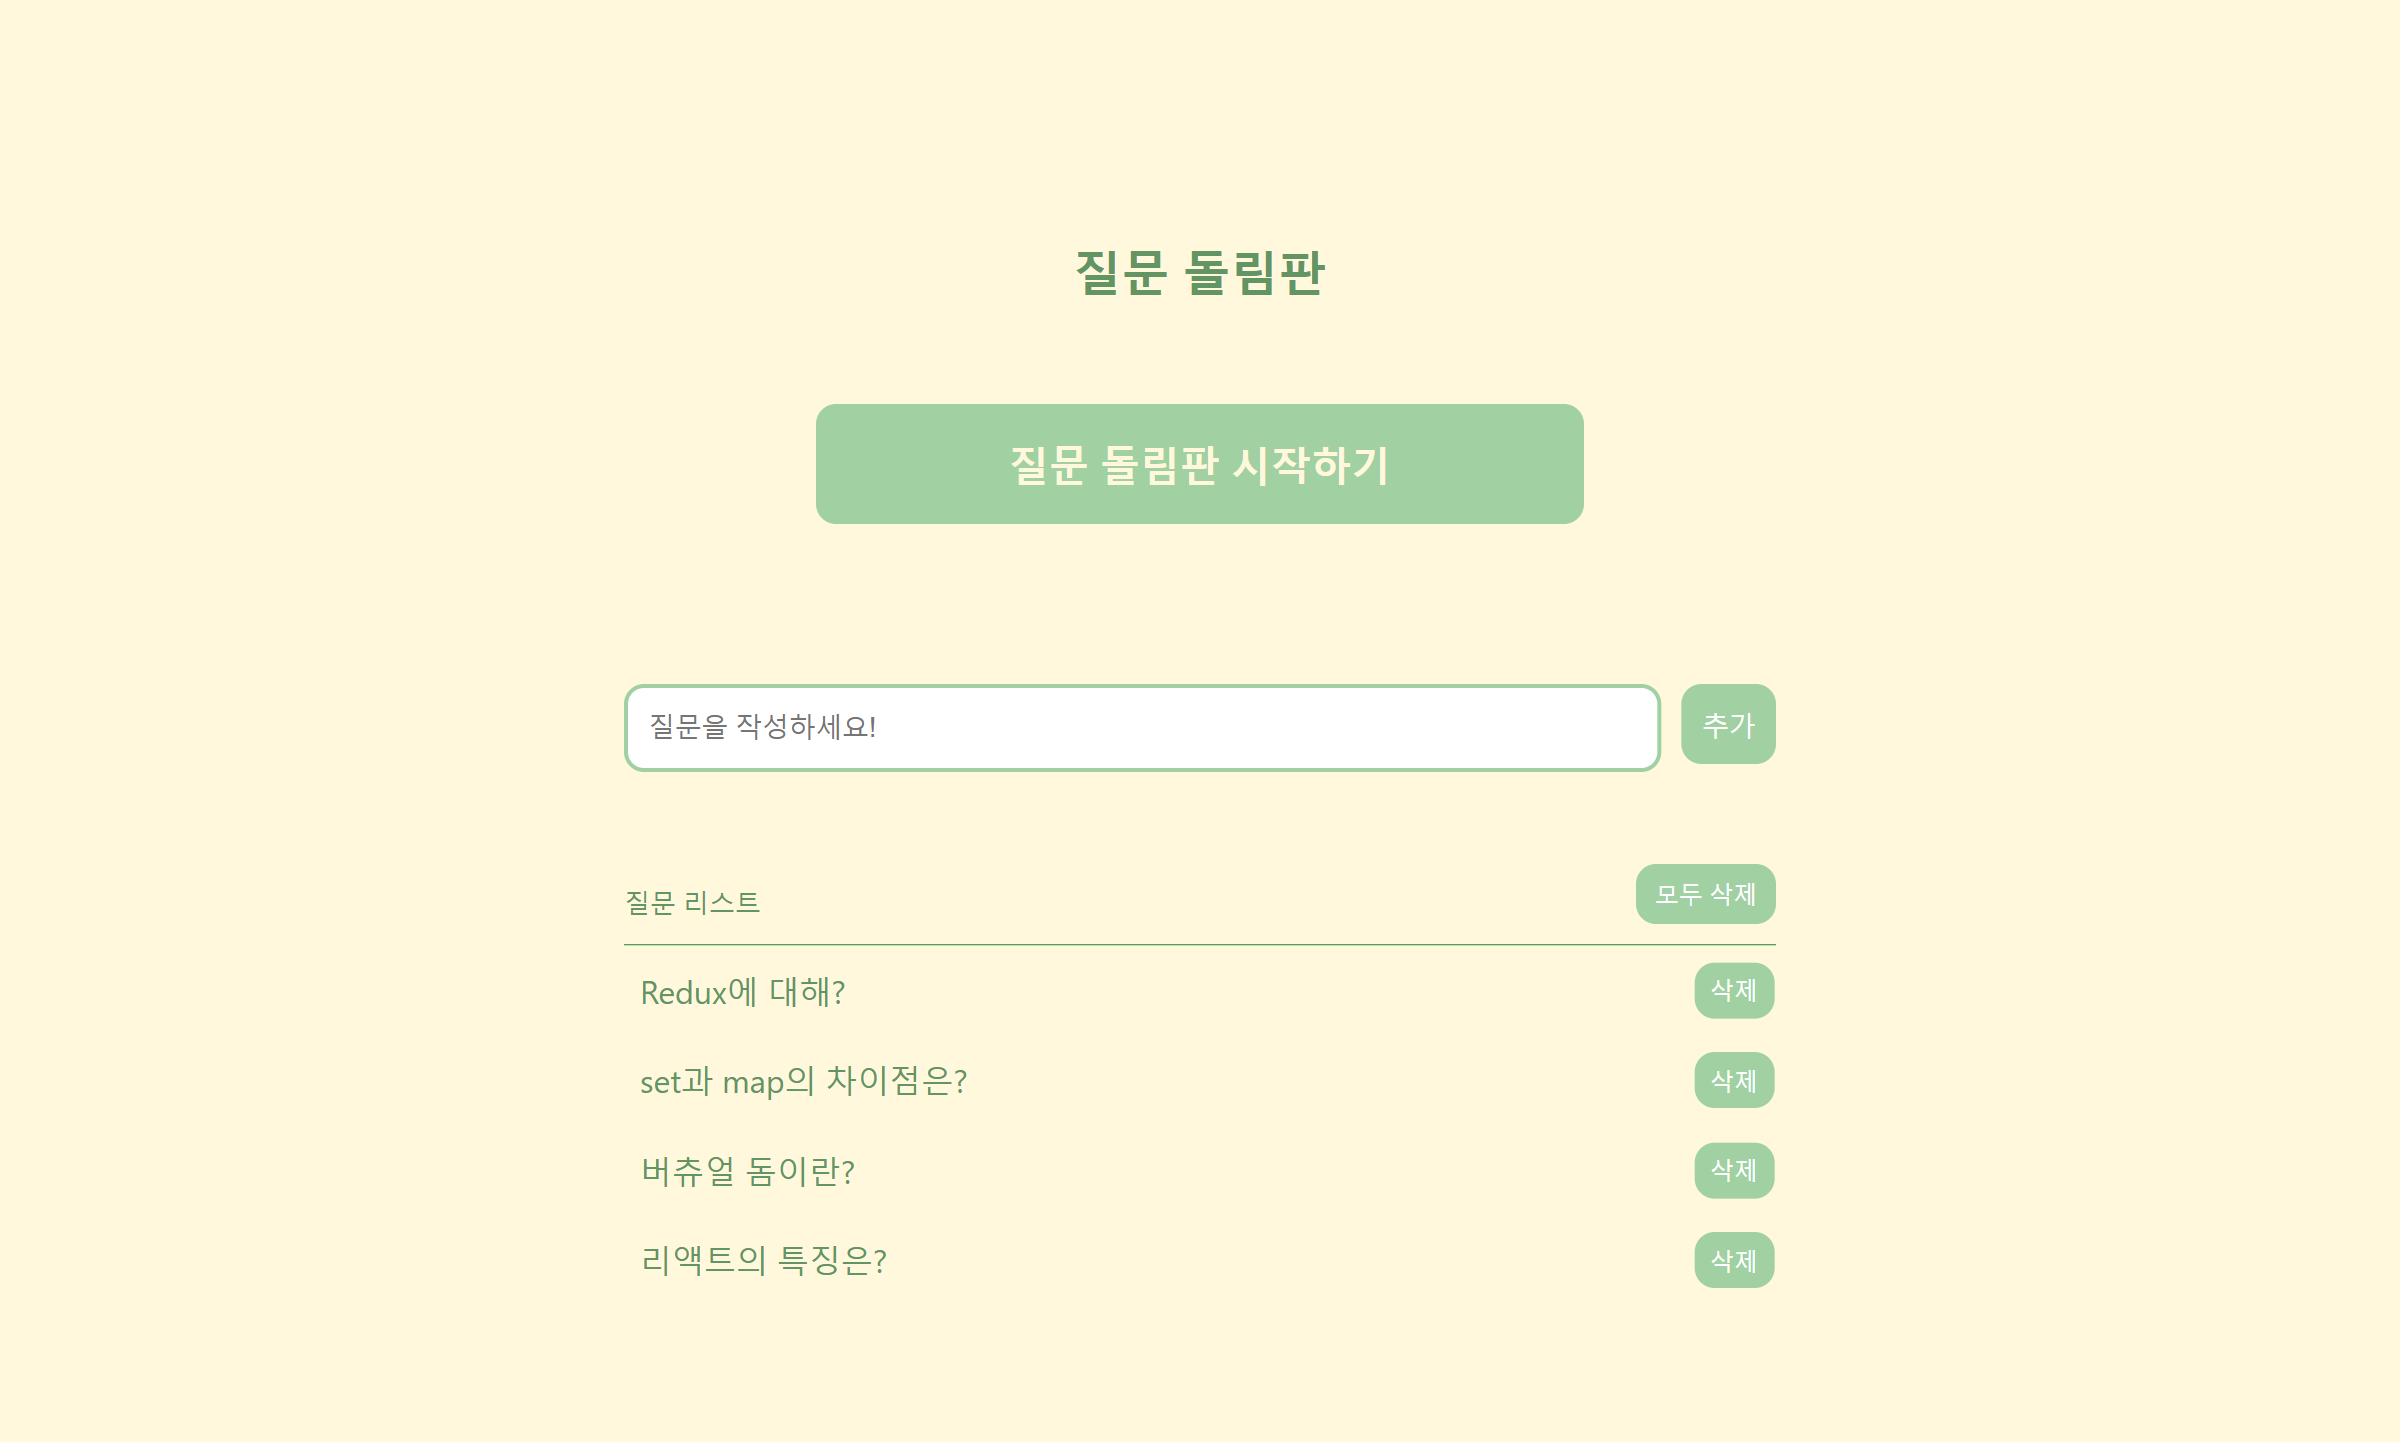 질문 돌림판
질문 돌림판 시작하기
질문을 작성하세요!
추가
질문 리스트
모두 삭제
Redux에 대해?
삭제
set과 map의 차이점은?
삭제
버츄얼 돔이란?
삭제
리액트의 특징은?
삭제